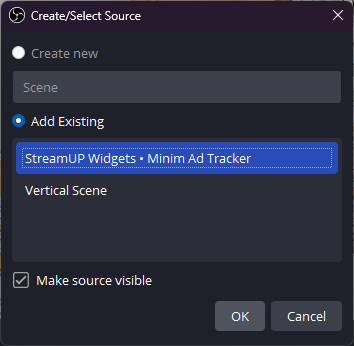 Create/Select Source
Create new
Scene
Add Existing
StreamUP Widgets • Minim Ad Tracker
Vertical Scene
Make source visible
OK
Cancel